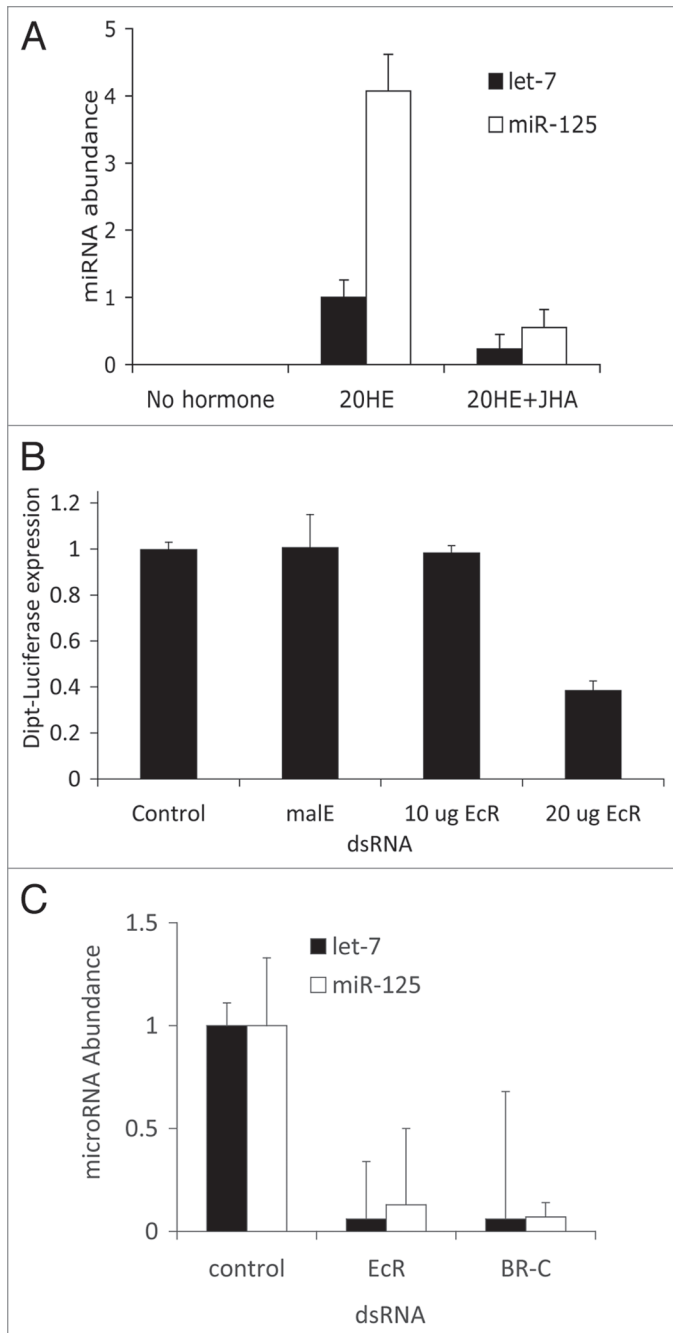 A
miRNA abundance
5
4
3
2
1
0
let-7
miR-125
No hormone 20HE 20HE+JHA
B
Dipt-Luciferase expression
1.2
1
0.8
0.6
0.4
0.2
0
Control malE 10 ug EcR 20 ug EcR
dsRNA
C
microRNA Abundance
1.5
1
0.5
0
let-7
miR-125
control EcR BR-C
dsRNA